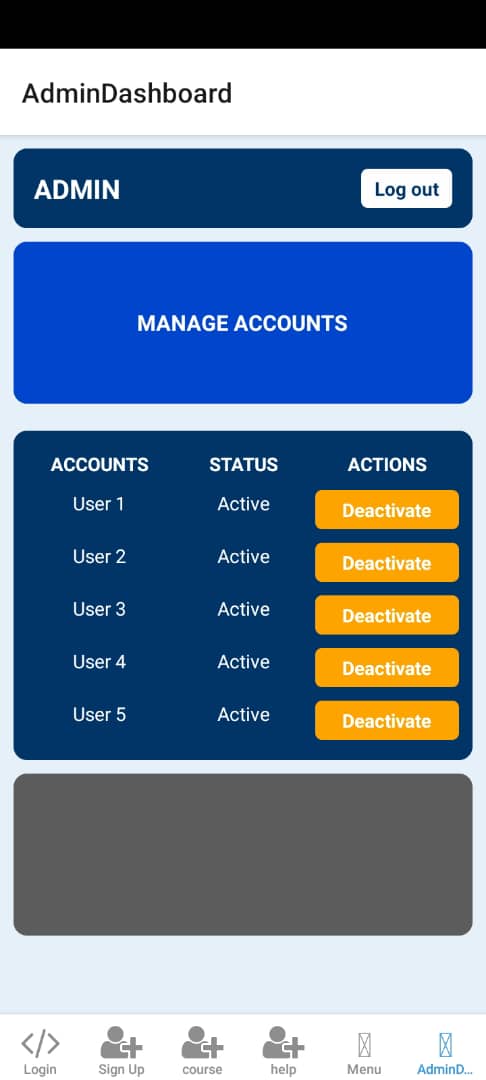 AdminDashboard
ADMIN
Log out
MANAGE ACCOUNTS
ACCOUNTS STATUS ACTIONS
User 1 Active Deactivate
User 2 Active Deactivate
User 3 Active Deactivate
User 4 Active Deactivate
User 5 Active Deactivate
Login Sign Up course help Menu AdminD...